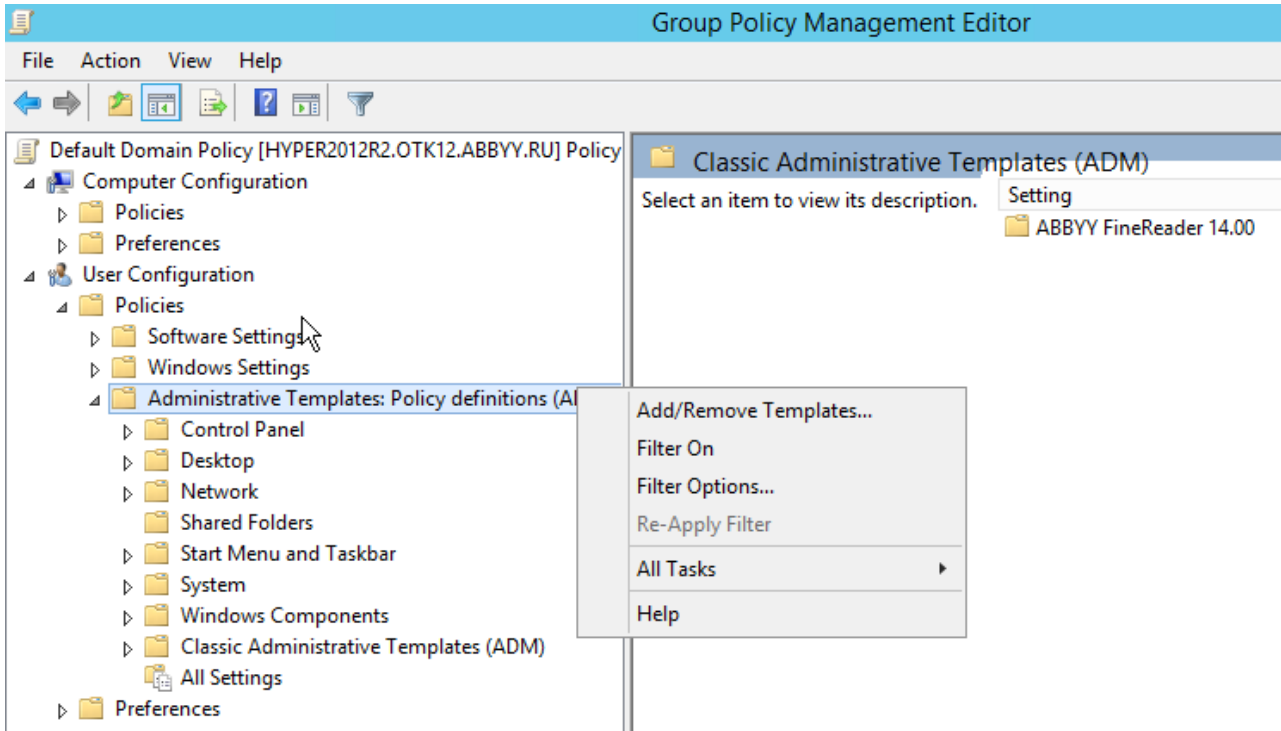 Group Policy Management Editor
File Action View Help
Default Domain Policy [HYPER2012R2.OTK12.ABBYY.RU] Policy
Computer Configuration
Policies
Preferences
User Configuration
Policies
Software Settings
Windows Settings
Administrative Templates: Policy definitions (
Control Panel
Desktop
Network
Shared Folders
Start Menu and Taskbar
System
Windows Components
Classic Administrative Templates (ADM)
All Settings
Preferences
Classic Administrative Templates (ADM)
Select an item to view its description.
Setting
ABBYY FineReader 14.00
Add/Remove Templates...
Filter On
Filter Options...
Re-Apply Filter
All Tasks
Help